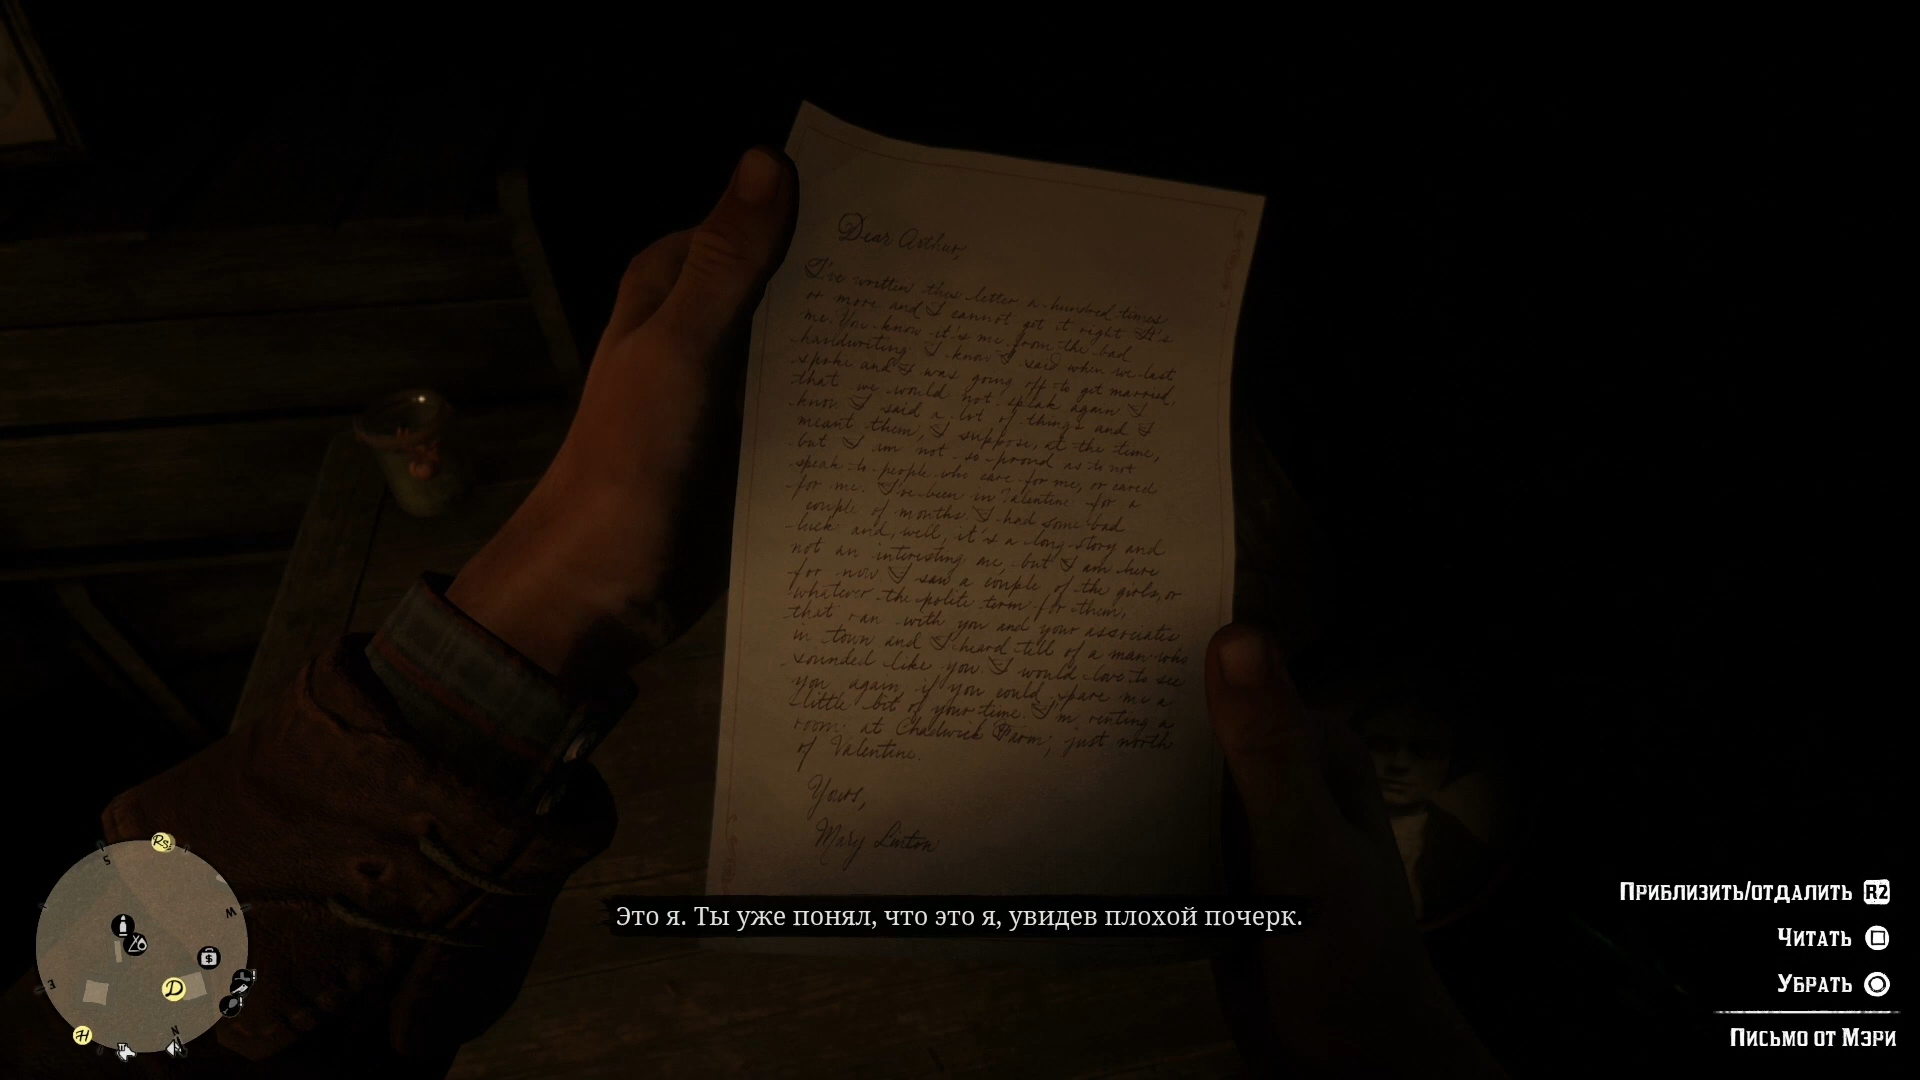 Dear Arthur,
I've written this letter a hundred times
or more and I cannot get it right. It's
me. You know it's me from the bad
handwriting. I know I said when we last
spoke and I was going off to get married,
that we would not speak again. I
know I said a lot of things and I
meant them, I suppose, at the time,
but I am not so proud as to not
speak to people who care for me, or cared
for me. I've been in Valentine for a
couple of months. I had some bad
luck and, well, it's a long story and
not an interesting one, but I am here
for now. I saw a couple of the girls, or
whatever the polite term for them,
that ran with you and your associates
in town and I heard tell of a man who
sounded like you. I would love to see
you again, if you could spare me a
little bit of your time. I'm renting a
room at Chadwick Farm, just north
of Valentine.
Yours,
Mary Linton
Это я. Ты уже понял, что это я, увидев плохой почерк.
Приблизить/отдалить R2
Читать
Убрать
Письмо от Мэри
Rs
S
W
E
D
H
N